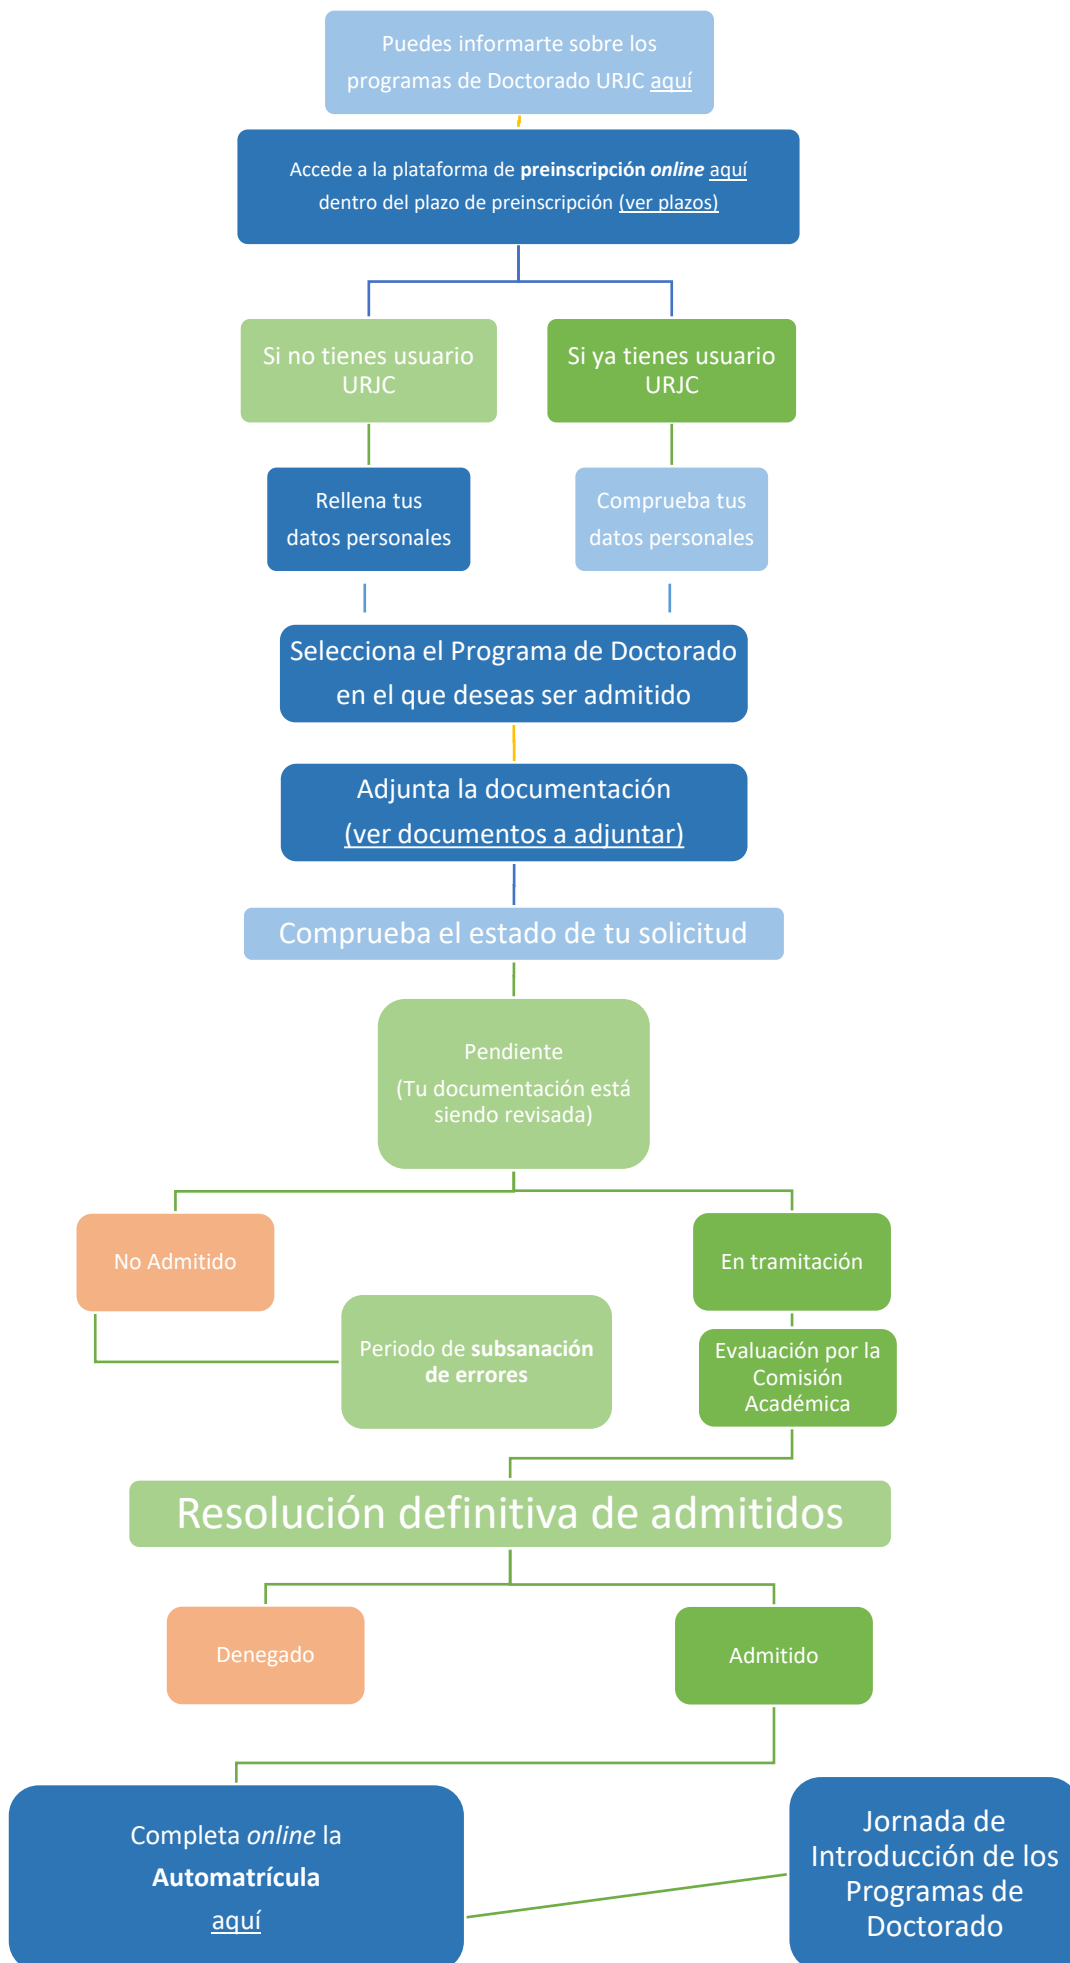 Puedes informarte sobre los
programas de Doctorado URJC aquí
Accede a la plataforma de preinscripción online aquí
dentro del plazo de preinscripción (ver plazos)
Si no tienes usuario
URJC
Si ya tienes usuario
URJC
Rellena tus
datos personales
Comprueba tus
datos personales
Selecciona el Programa de Doctorado
en el que deseas ser admitido
Adjunta la documentación
(ver documentos a adjuntar)
Comprueba el estado de tu solicitud
Pendiente
(Tu documentación está
siendo revisada)
No Admitido
En tramitación
Periodo de subsanación
de errores
Evaluación por la
Comisión
Académica
Resolución definitiva de admitidos
Denegado
Admitido
Completa online la
Automatrícula
aquí
Jornada de
Introducción de los
Programas de
Doctorado